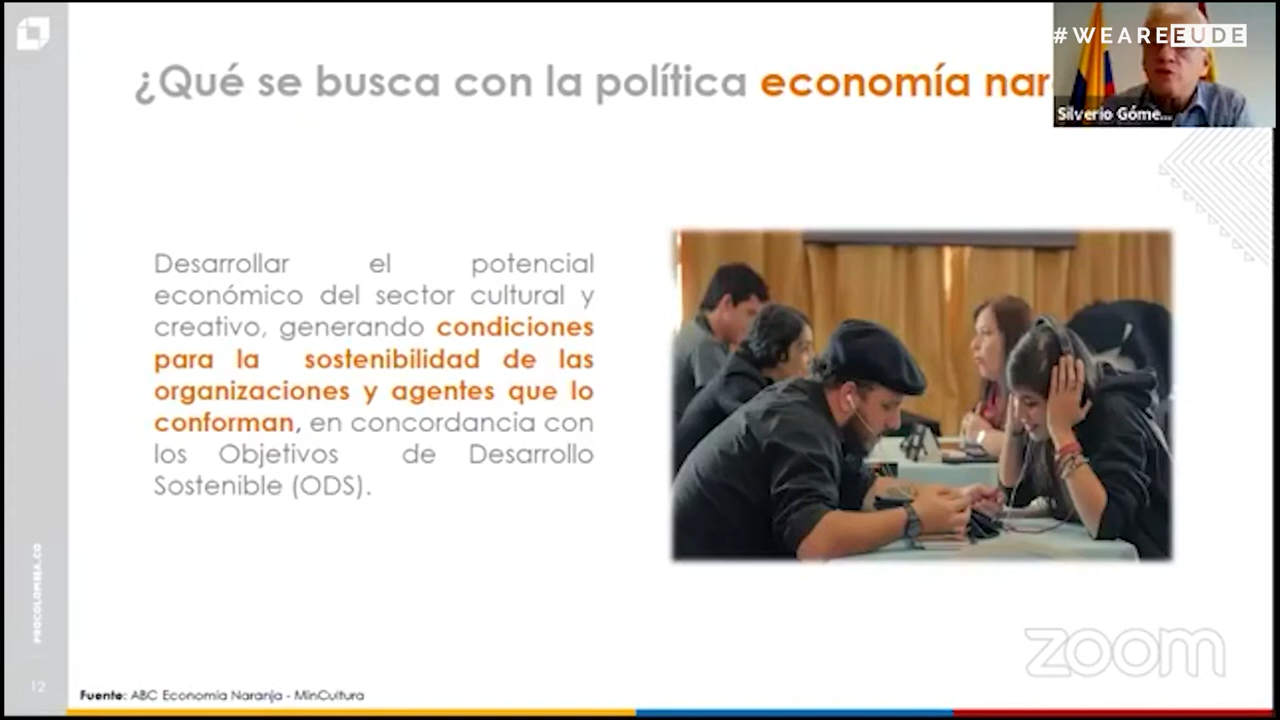 #WEAREEUDE
¿Qué se busca con la política economía nar
Silverio Góme...
Desarrollar el potencial
económico del sector cultural y
creativo, generando condiciones
para la sostenibilidad de las
organizaciones y agentes que lo
conforman, en concordancia con
los Objetivos de Desarrollo
Sostenible (ODS).
PROCOLOMBIA.CO
zoom
12
Fuente: ABC Economía Naranja - MinCultura